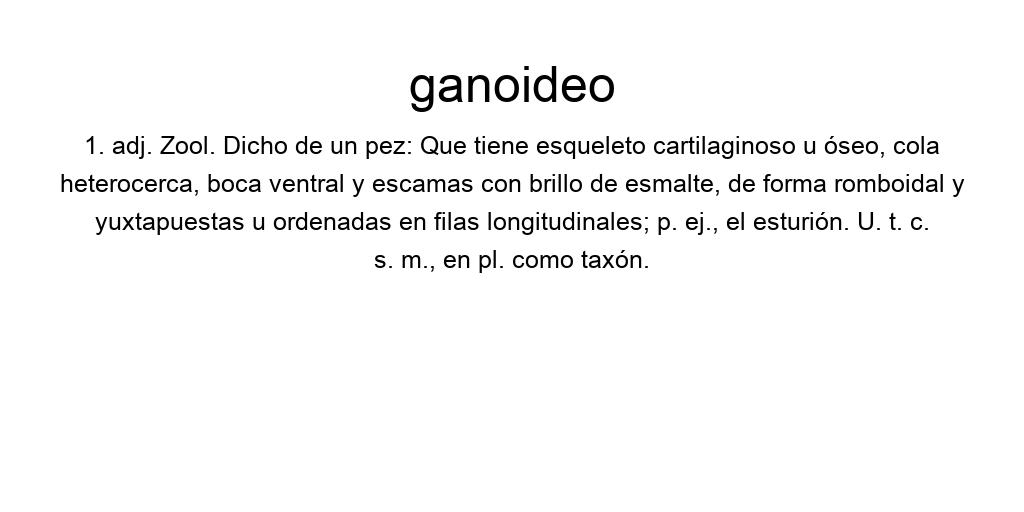 ganoideo
1. adj. Zool. Dicho de un pez: Que tiene esqueleto cartilaginoso u óseo, cola
heterocerca, boca ventral y escamas con brillo de esmalte, de forma romboidal y
yuxtapuestas u ordenadas en filas longitudinales; p. ej., el esturión. U. t. c.
s. m., en pl. como taxón.